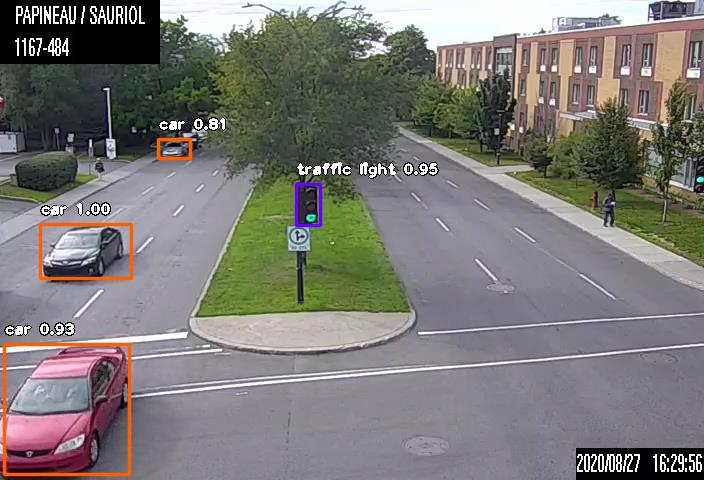 PAPINEAU / SAURIOL
1167-484
car 0.81
traffic light 0.95
car 1.00
car 0.93
2020/08/27 16:29:56